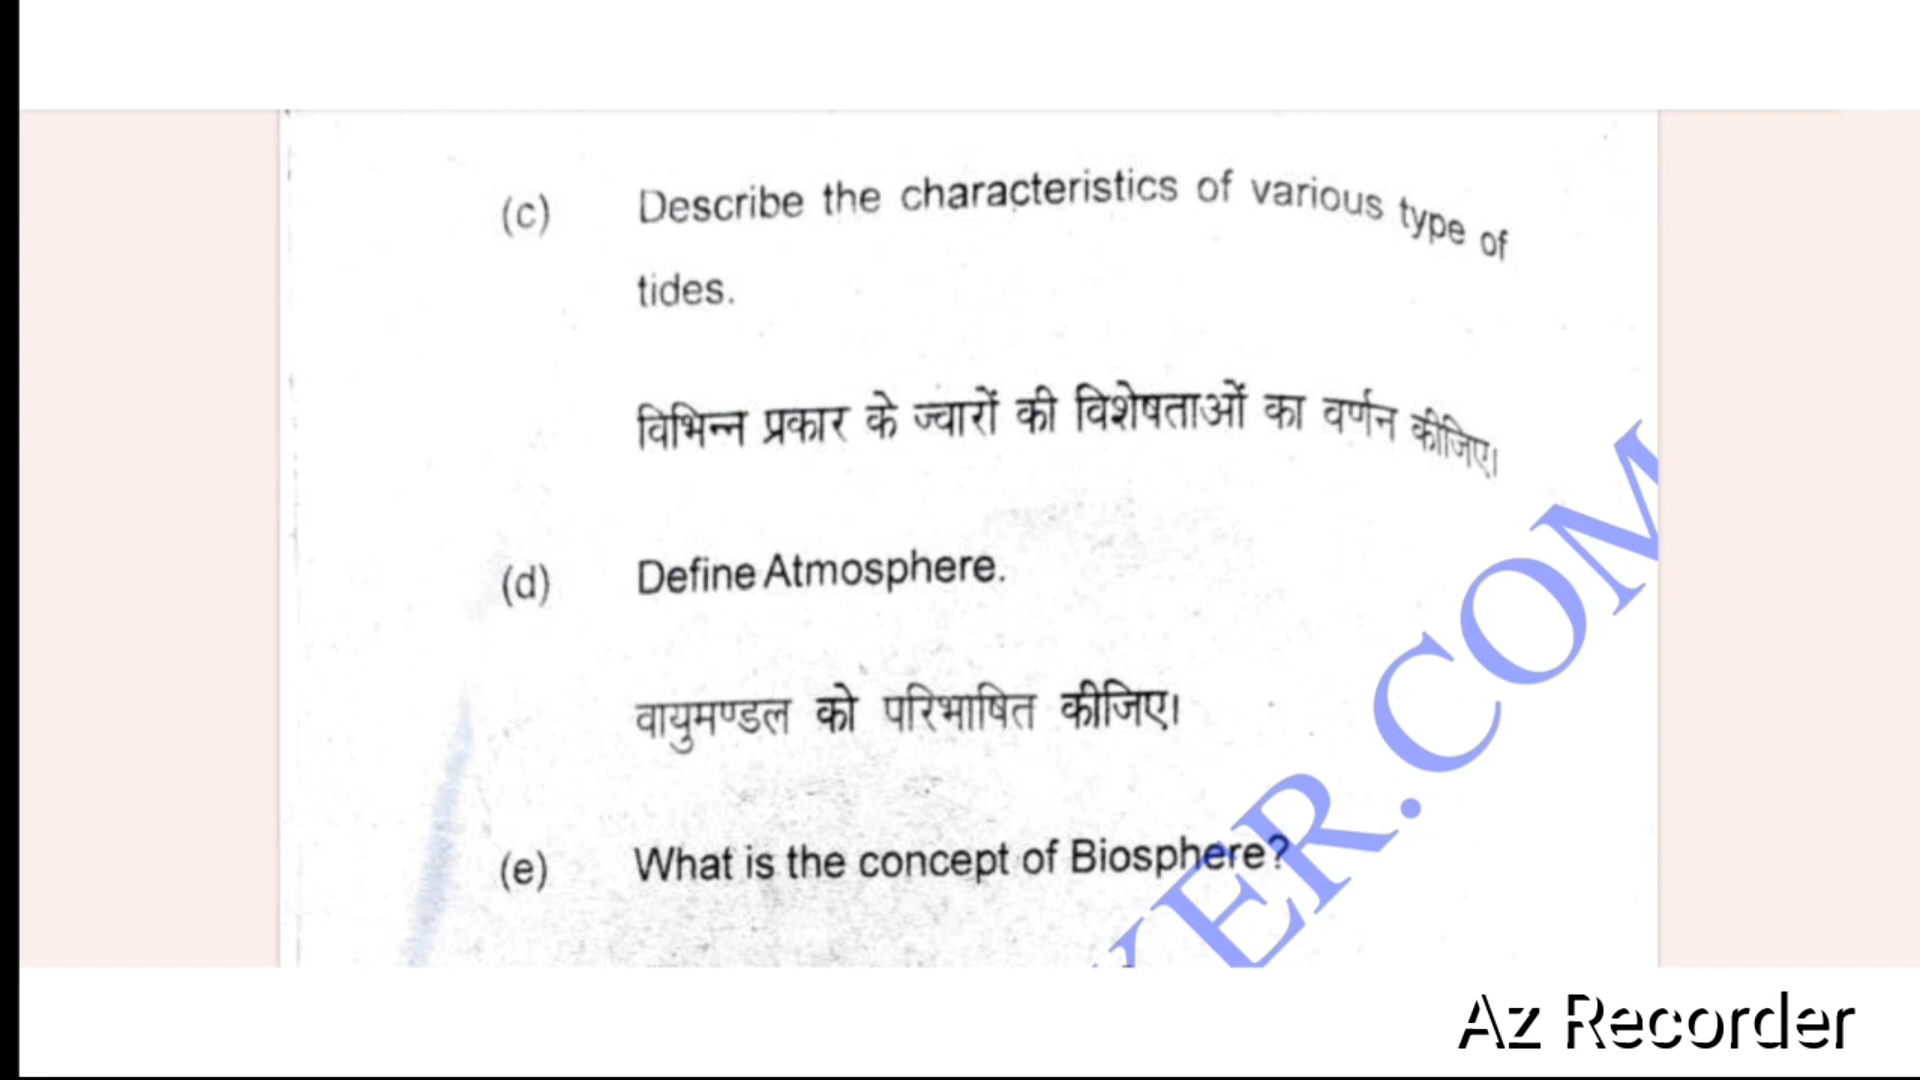 (c) Describe the characteristics of various type of
tides.
विभिन्न प्रकार के ज्वारों की विशेषताओं का वर्णन कीजिए।
(d) Define Atmosphere.
वायुमण्डल को परिभाषित कीजिए।
(e) What is the concept of Biosphere?
KER.COM
Az Recorder